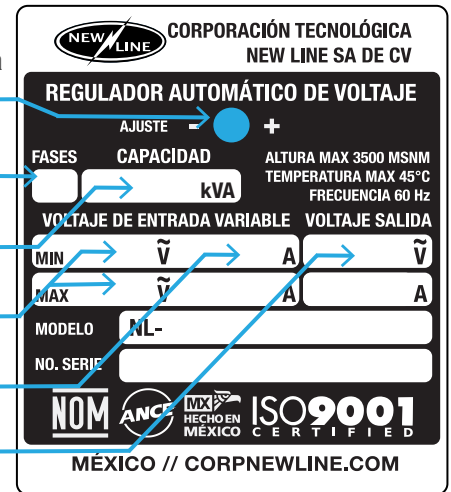 NEW LINE
CORPORACIÓN TECNOLÓGICA
NEW LINE SA DE CV
REGULADOR AUTOMÁTICO DE VOLTAJE
AJUSTE - +
FASES
CAPACIDAD
kVA
ALTURA MAX 3500 MSNM
TEMPERATURA MAX 45°C
FRECUENCIA 60 Hz
VOLTAJE DE ENTRADA VARIABLE VOLTAJE SALIDA
MIN Ṽ A Ṽ
MAX Ṽ A A
MODELO NL-
NO. SERIE
NOM ANCE MX HECHO EN MÉXICO ISO9001 CERTIFIED
MÉXICO // CORPNEWLINE.COM